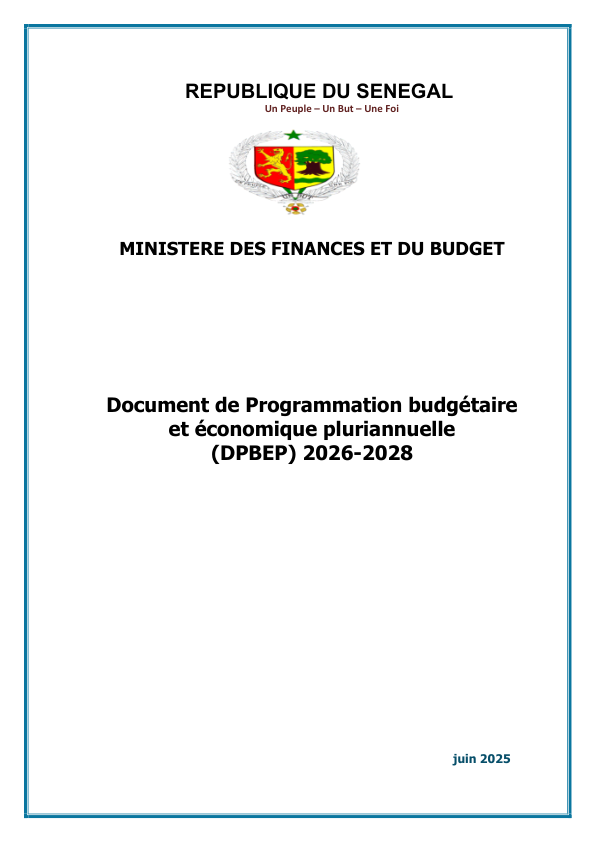 REPUBLIQUE DU SENEGAL
Un Peuple – Un But – Une Foi
MINISTERE DES FINANCES ET DU BUDGET
Document de Programmation budgétaire
et économique pluriannuelle
(DPBEP) 2026-2028
juin 2025